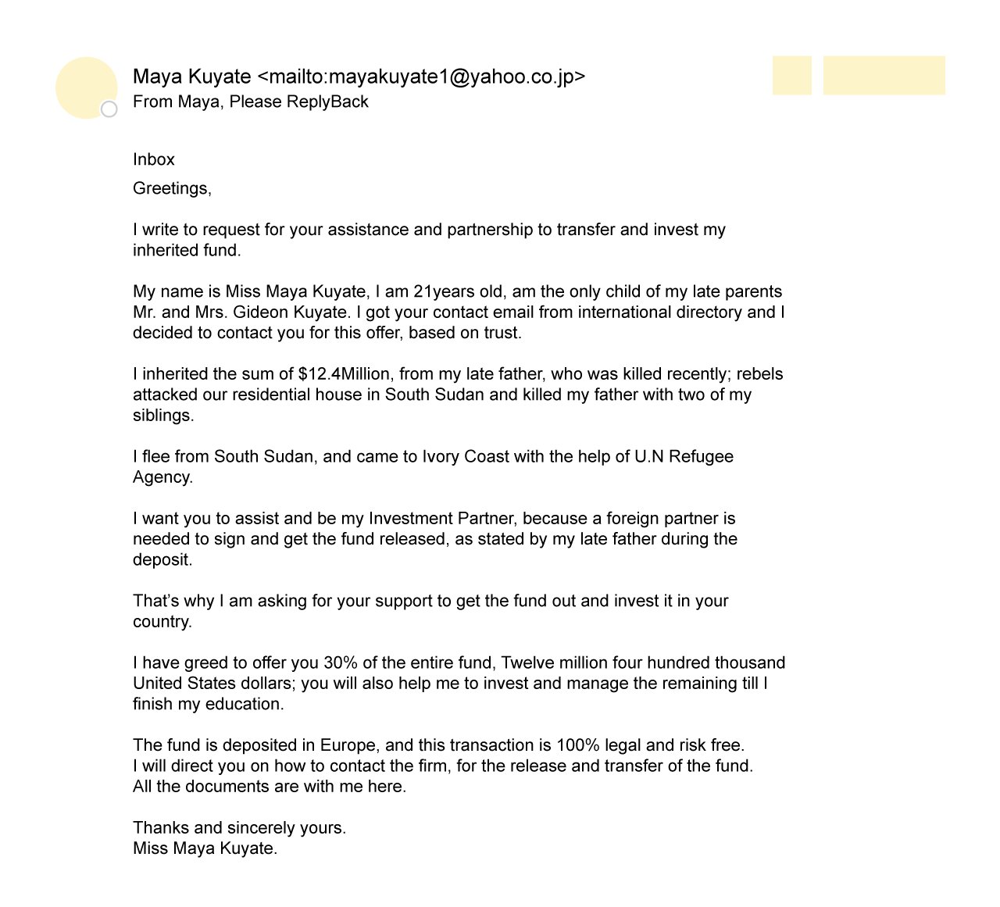 Maya Kuyate <mailto:mayakuyate1@yahoo.co.jp>
From Maya, Please ReplyBack
Inbox
Greetings,
I write to request for your assistance and partnership to transfer and invest my
inherited fund.
My name is Miss Maya Kuyate, I am 21years old, am the only child of my late parents
Mr. and Mrs. Gideon Kuyate. I got your contact email from international directory and I
decided to contact you for this offer, based on trust.
I inherited the sum of $12.4Million, from my late father, who was killed recently; rebels
attacked our residential house in South Sudan and killed my father with two of my
siblings.
I flee from South Sudan, and came to Ivory Coast with the help of U.N Refugee
Agency.
I want you to assist and be my Investment Partner, because a foreign partner is
needed to sign and get the fund released, as stated by my late father during the
deposit.
That’s why I am asking for your support to get the fund out and invest it in your
country.
I have greed to offer you 30% of the entire fund, Twelve million four hundred thousand
United States dollars; you will also help me to invest and manage the remaining till I
finish my education.
The fund is deposited in Europe, and this transaction is 100% legal and risk free.
I will direct you on how to contact the firm, for the release and transfer of the fund.
All the documents are with me here.
Thanks and sincerely yours.
Miss Maya Kuyate.